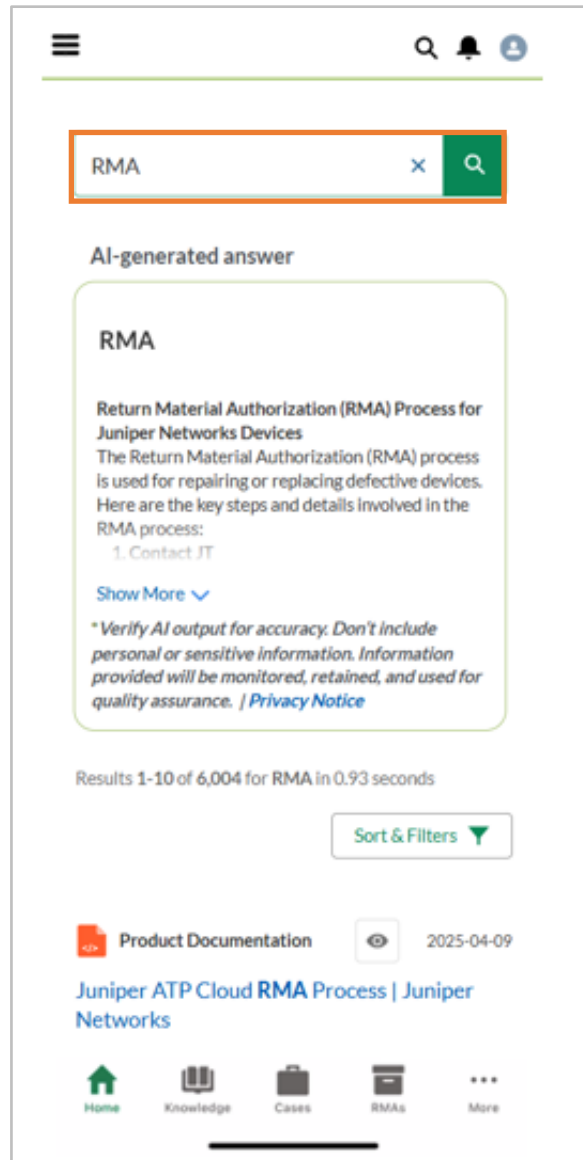 RMA
AI-generated answer
RMA
Return Material Authorization (RMA) Process for
Juniper Networks Devices
The Return Material Authorization (RMA) process
is used for repairing or replacing defective devices.
Here are the key steps and details involved in the
RMA process:
1. Contact JT
Show More
*Verify AI output for accuracy. Don't include
personal or sensitive information. Information
provided will be monitored, retained, and used for
quality assurance. | Privacy Notice
Results 1-10 of 6,004 for RMA in 0.93 seconds
Sort & Filters
Product Documentation 2025-04-09
Juniper ATP Cloud RMA Process | Juniper
Networks
Home Knowledge Cases RMAs More